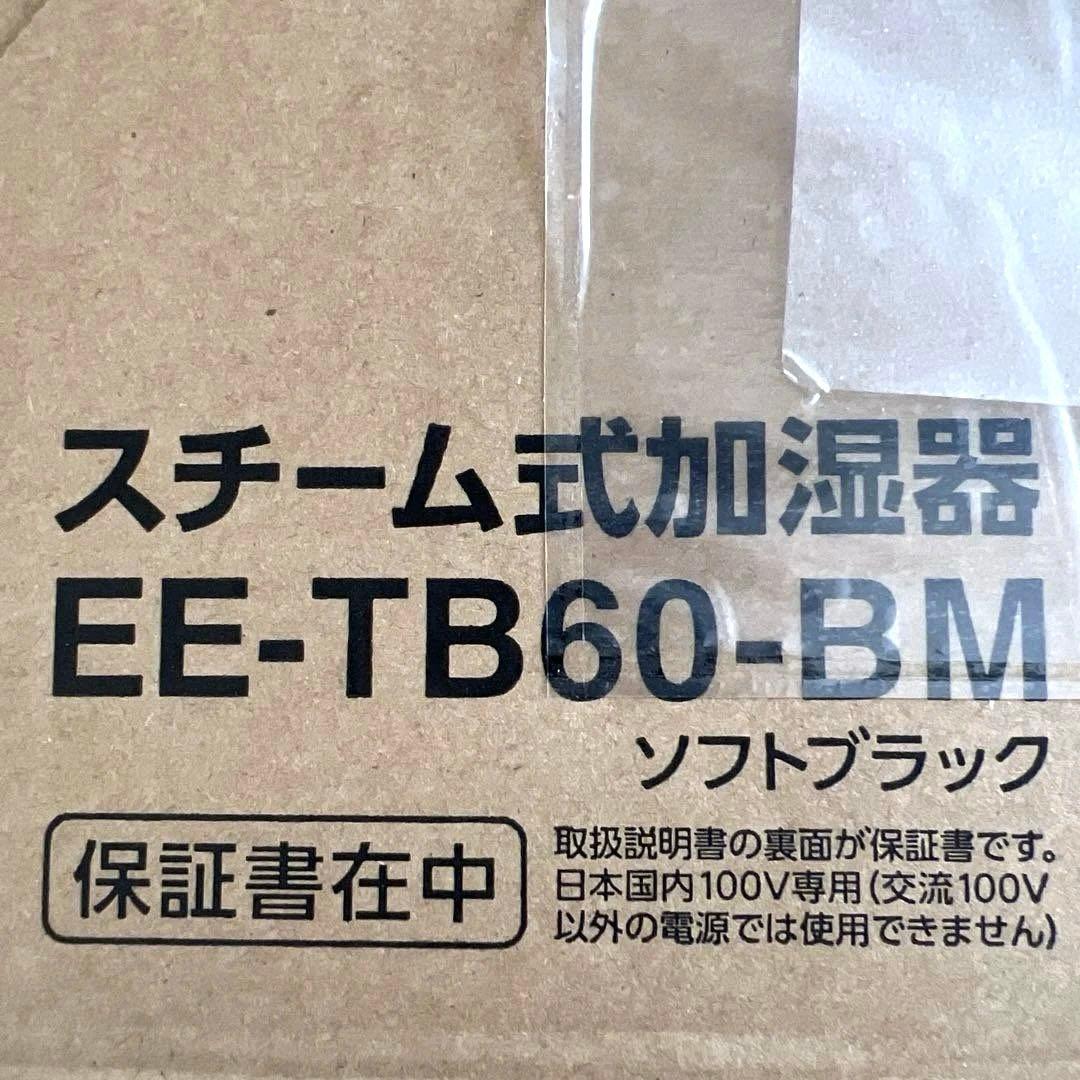 スチーム式加湿器
EE-TB60-BM
ソフトブラック
保証書在中
取扱説明書の裏面が保証書です。
日本国内100V専用(交流100V
以外の電源では使用できません)